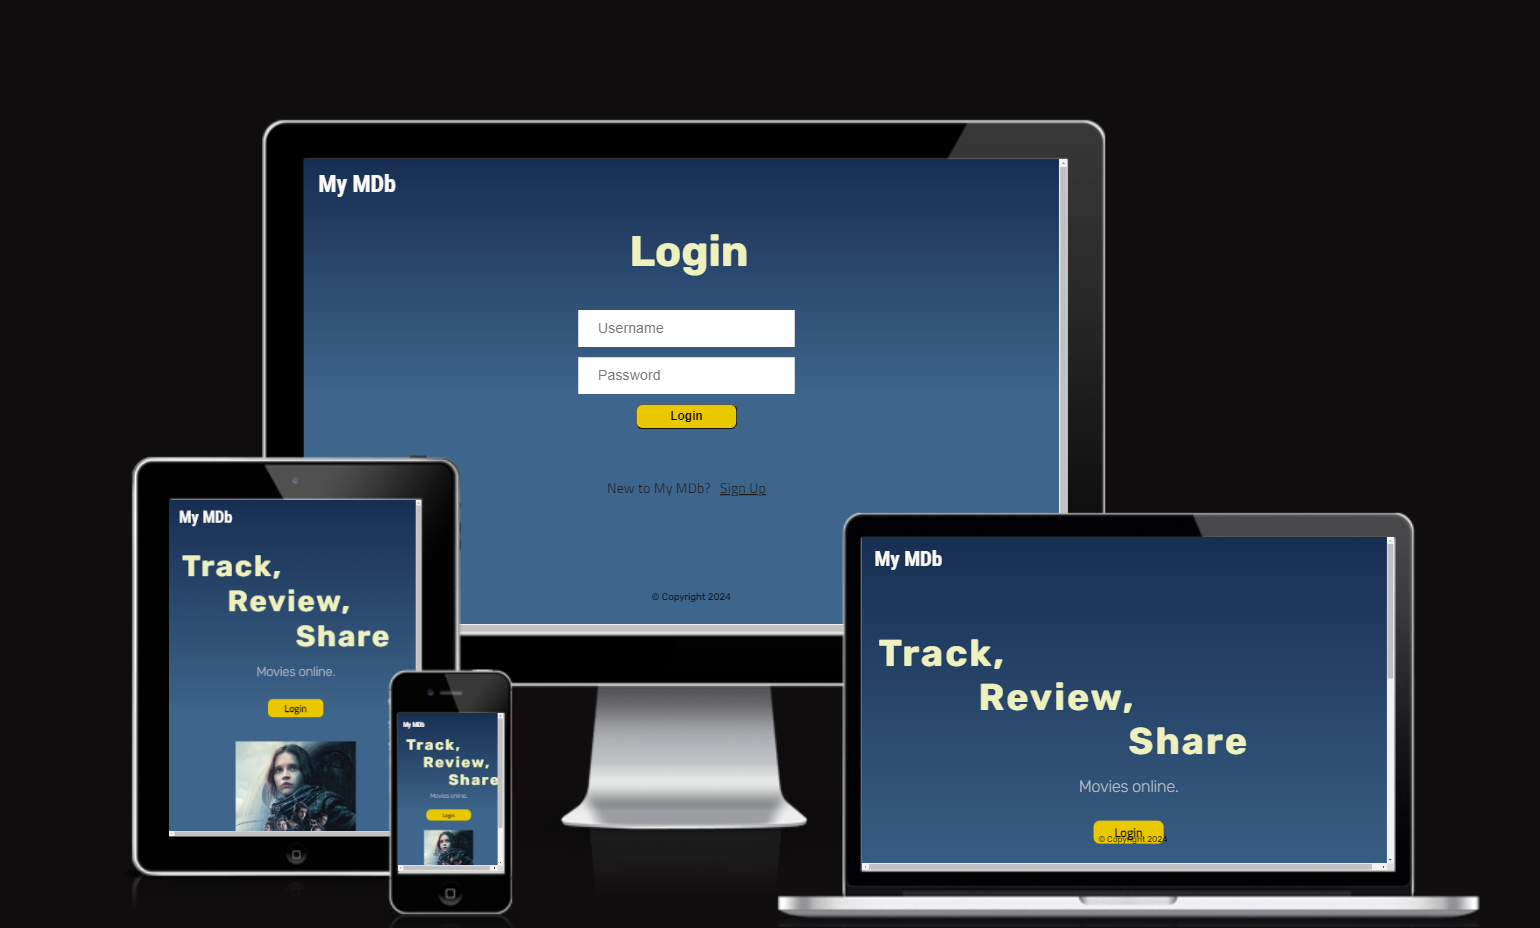 My MDb
Login
Username
Password
Login
New to My MDb? Sign Up
© Copyright 2024
My MDb
Track,
Review,
Share
Movies online.
Login
My MDb
Track,
Review,
Share
Movies online.
Login
My MDb
Track,
Review,
Share
Movies online.
Login
© Copyright 2024